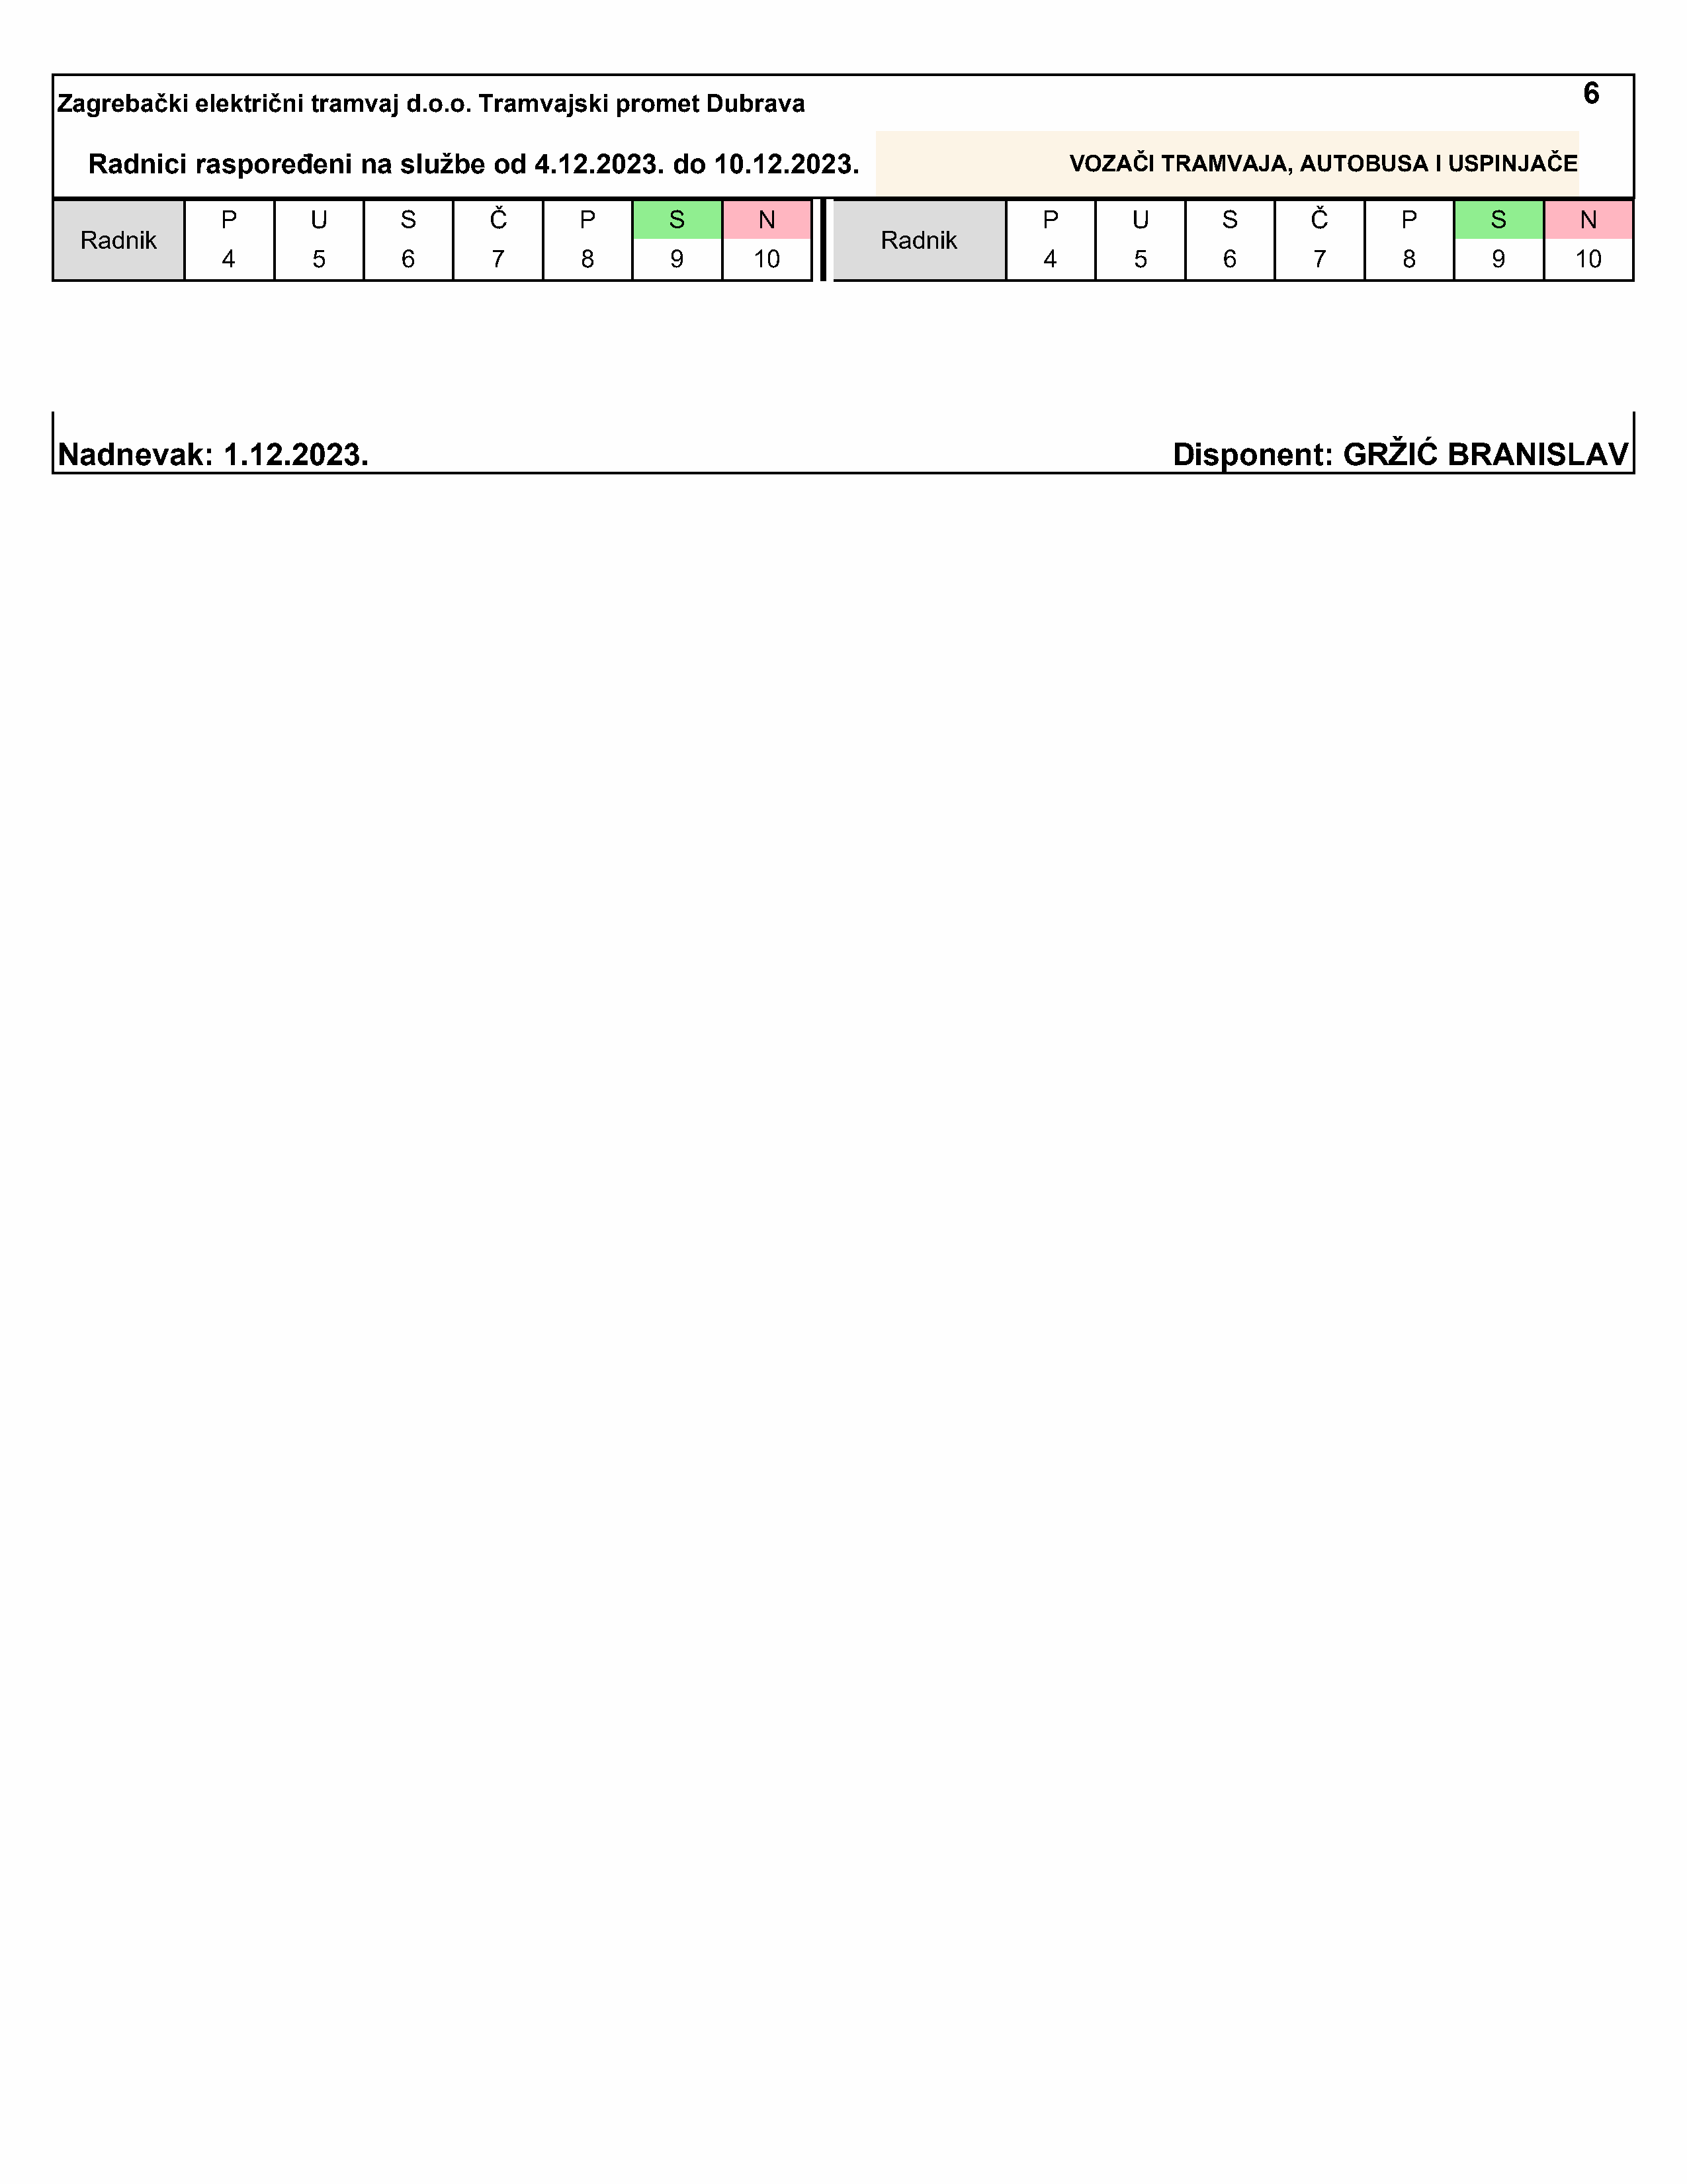 6
Zagrebački električni tramvaj d.o.o. Tramvajski promet Dubrava
Radnici raspoređeni na službe od 4.12.2023. do 10.12.2023. VOZAČI TRAMVAJA, AUTOBUSA I USPINJAČE
Radnik P U S Č P S N Radnik P U S Č P S N
4 5 6 7 8 9 10 4 5 6 7 8 9 10
Nadnevak: 1.12.2023. Disponent: GRŽIĆ BRANISLAV